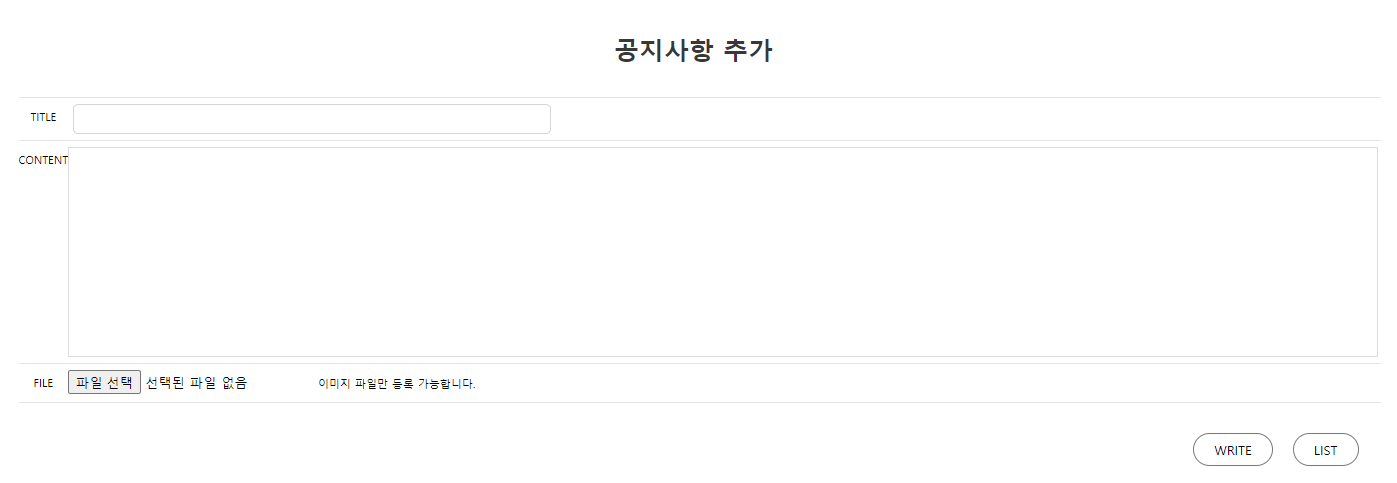 공지사항 추가
TITLE
CONTENT
FILE 파일 선택 선택된 파일 없음 이미지 파일만 등록 가능합니다.
WRITE LIST